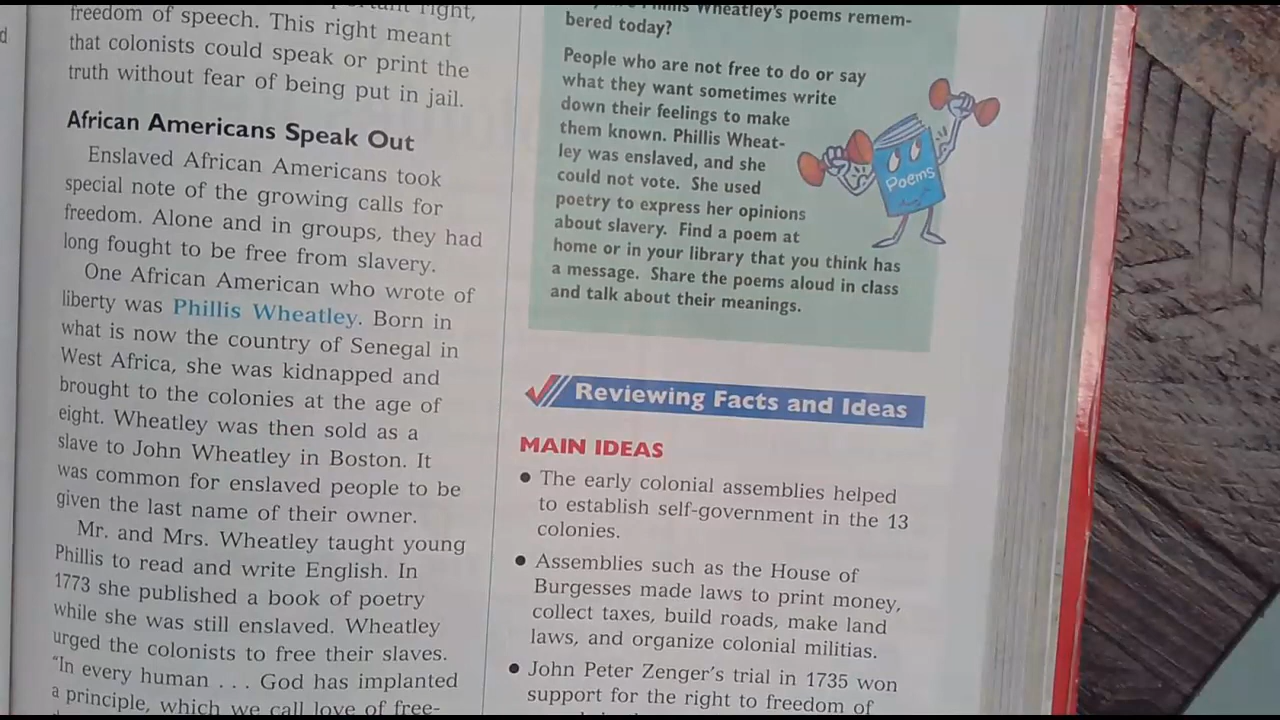 right,
freedom of speech. This right meant
that colonists could speak or print the
truth without fear of being put in jail.
African Americans Speak Out
Enslaved African Americans took
special note of the growing calls for
freedom. Alone and in groups, they had
long fought to be free from slavery.
One African American who wrote of
liberty was Phillis Wheatley. Born in
what is now the country of Senegal in
West Africa, she was kidnapped and
brought to the colonies at the age of
eight. Wheatley was then sold as a
slave to John Wheatley in Boston. It
was common for enslaved people to be
given the last name of their owner.
Mr. and Mrs. Wheatley taught young
Phillis to read and write English. In
1773 she published a book of poetry
while she was still enslaved. Wheatley
urged the colonists to free their slaves.
"In every human . . . God has implanted
a principle, which we call love of free-
Wheatley's poems remem-
bered today?
People who are not free to do or say
what they want sometimes write
down their feelings to make
them known. Phillis Wheat-
ley was enslaved, and she
could not vote. She used
poetry to express her opinions
about slavery. Find a poem at
home or in your library that you think has
a message. Share the poems aloud in class
and talk about their meanings.
Poems
Reviewing Facts and Ideas
MAIN IDEAS
● The early colonial assemblies helped
to establish self-government in the 13
colonies.
● Assemblies such as the House of
Burgesses made laws to print money,
collect taxes, build roads, make land
laws, and organize colonial militias.
● John Peter Zenger's trial in 1735 won
support for the right to freedom of